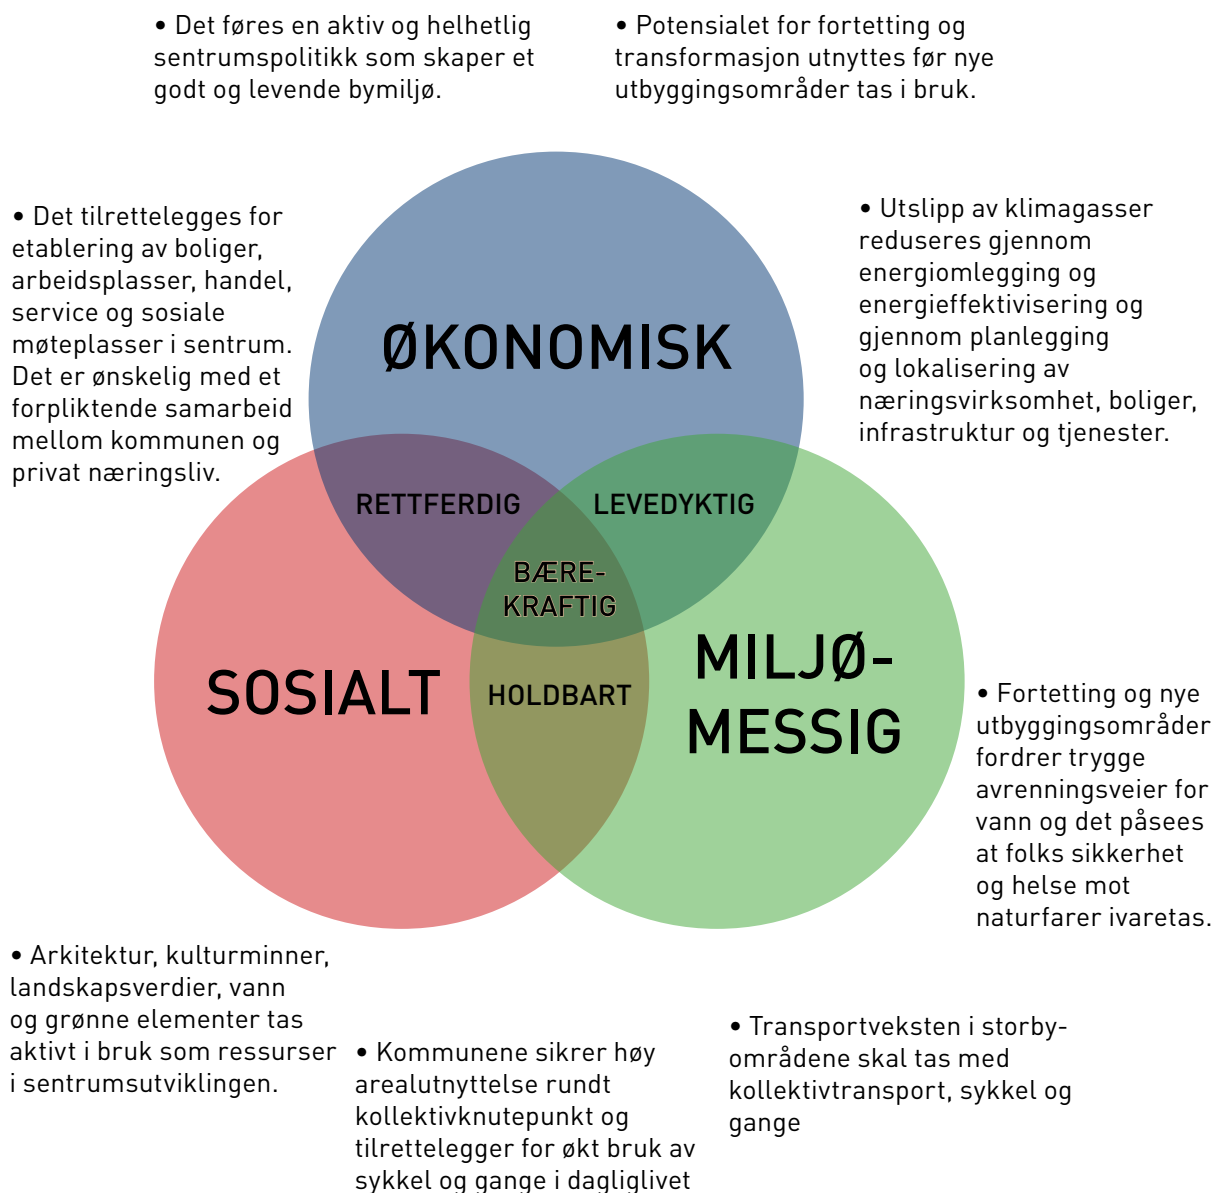 • Det føres en aktiv og helhetlig
sentrumspolitikk som skaper et
godt og levende bymiljø.
• Potensialet for fortetting og
transformasjon utnyttes før nye
utbyggingsområder tas i bruk.
• Det tilrettelegges for
etablering av boliger,
arbeidsplasser, handel,
service og sosiale
møteplasser i sentrum.
Det er ønskelig med et
forpliktende samarbeid
mellom kommunen og
privat næringsliv.
• Utslipp av klimagasser
reduseres gjennom
energiomlegging og
energieffektivisering og
gjennom planlegging
og lokalisering av
næringsvirksomhet, boliger,
infrastruktur og tjenester.
ØKONOMISK
RETTFERDIG
LEVEDYKTIG
BÆRE-
KRAFTIG
SOSIALT
HOLDBART
MILJØ-
MESSIG
• Fortetting og nye
utbyggingsområder
fordrer trygge
avrenningsveier for
vann og det påsees
at folks sikkerhet
og helse mot
naturfarer ivaretas.
• Arkitektur, kulturminner,
landskapsverdier, vann
og grønne elementer tas
aktivt i bruk som ressurser
i sentrumsutviklingen.
• Kommunene sikrer høy
arealutnyttelse rundt
kollektivknutepunkt og
tilrettelegger for økt bruk av
sykkel og gange i dagliglivet
• Transportveksten i storby-
områdene skal tas med
kollektivtransport, sykkel og
gange